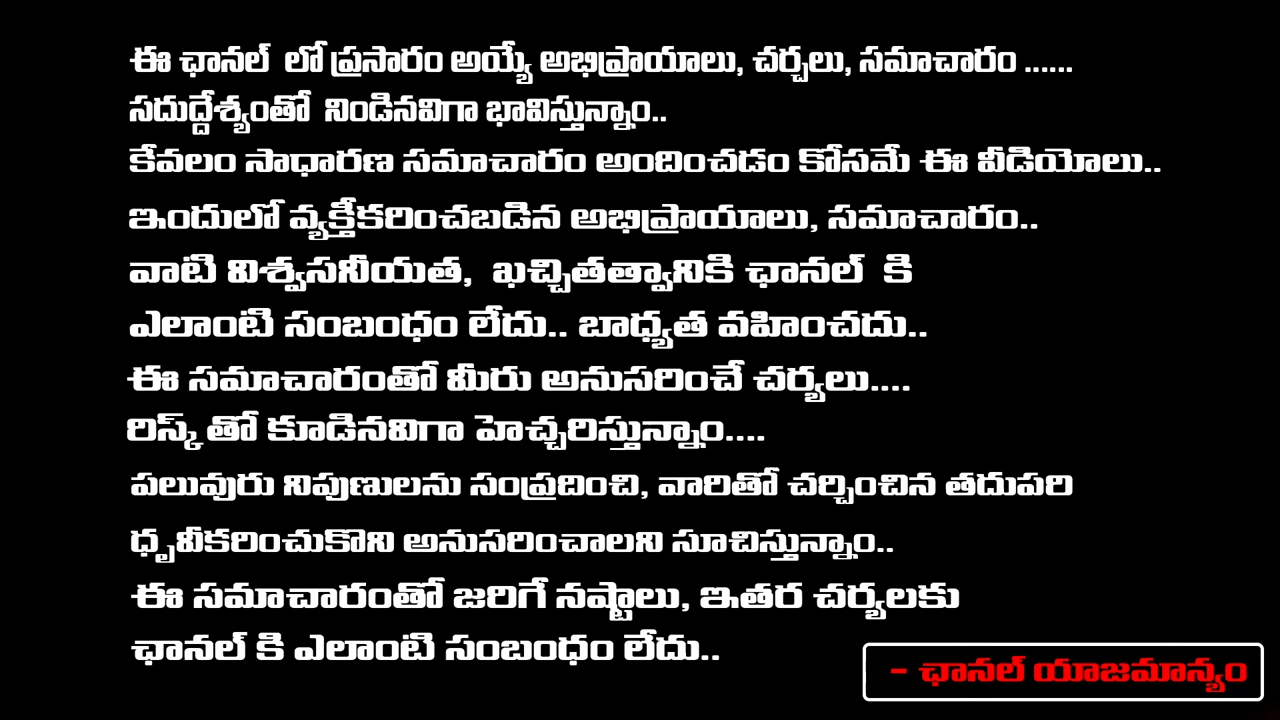 ఈ ఛానల్ లో ప్రసారం అయ్యే అభిప్రాయాలు, చర్చలు, సమాచారం ......
సదుద్దేశ్యంతో నిండినవిగా భావిస్తున్నాం..
కేవలం సాధారణ సమాచారం అందించడం కోసమే ఈ వీడియోలు..
ఇందులో వ్యక్తీకరించబడిన అభిప్రాయాలు, సమాచారం..
వాటి విశ్వసనీయత, ఖచ్చితత్వానికి ఛానల్ కి
ఎలాంటి సంబంధం లేదు.. బాధ్యత వహించదు..
ఈ సమాచారంతో మీరు అనుసరించే చర్యలు....
రిస్క్ తో కూడినవిగా హెచ్చరిస్తున్నాం....
పలువురు నిపుణులను సంప్రదించి, వారితో చర్చించిన తదుపరి
ధృవీకరించుకొని అనుసరించాలని సూచిస్తున్నాం..
ఈ సమాచారంతో జరిగే నష్టాలు, ఇతర చర్యలకు
ఛానల్ కి ఎలాంటి సంబంధం లేదు..
- ఛానల్ యాజమాన్యం